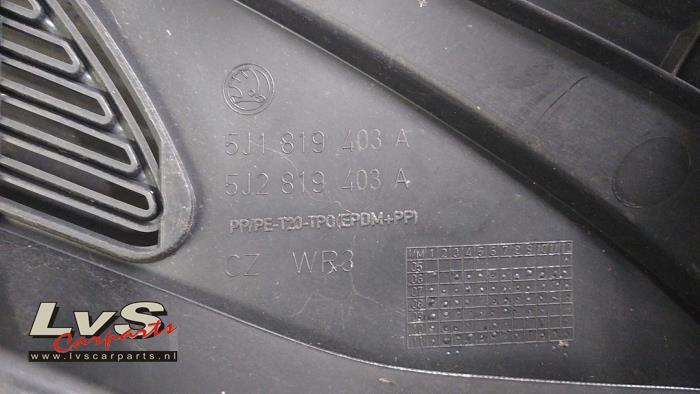 5J1 819 403 A
5J2 819 403 A
PP/PE-T20-TPO(EPDM+PP)
CZ WR3
LvS
Carparts
www.lvscarparts.nl